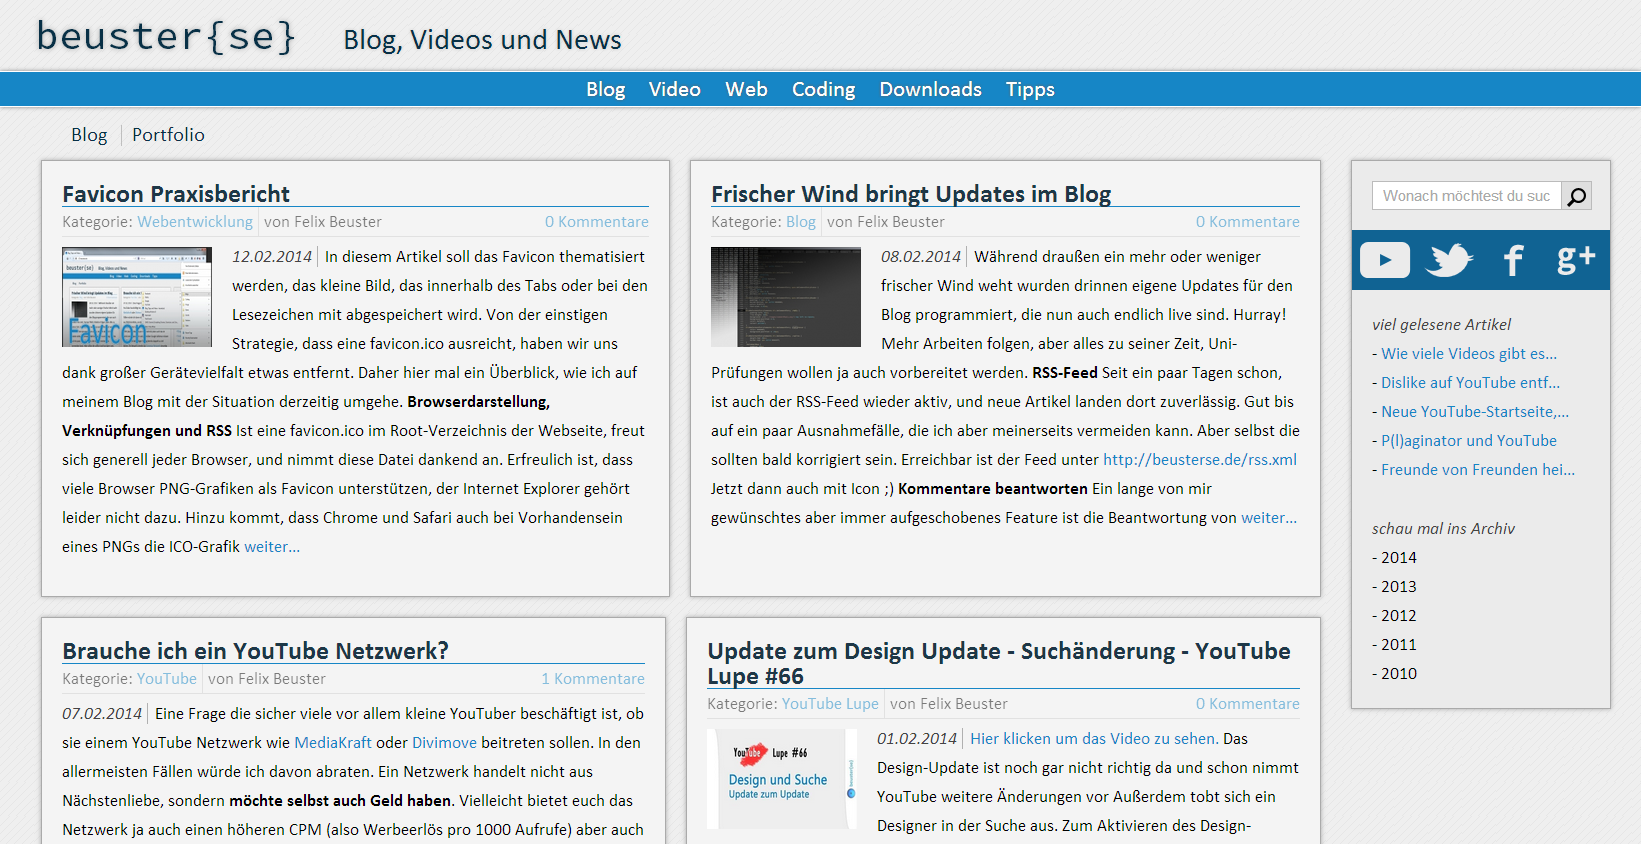 beuster{se}
Blog, Videos und News
Blog Video Web Coding Downloads Tipps
Blog Portfolio
Favicon Praxisbericht
Kategorie: Webentwicklung von Felix Beuster 0 Kommentare
Favicon
12.02.2014 In diesem Artikel soll das Favicon thematisiert
werden, das kleine Bild, das innerhalb des Tabs oder bei den
Lesezeichen mit abgespeichert wird. Von der einstigen
Strategie, dass eine favicon.ico ausreicht, haben wir uns
dank großer Gerätevielfalt etwas entfernt. Daher hier mal ein Überblick, wie ich auf
meinem Blog mit der Situation derzeitig umgehe. Browserdarstellung,
Verknüpfungen und RSS Ist eine favicon.ico im Root-Verzeichnis der Webseite, freut
sich generell jeder Browser, und nimmt diese Datei dankend an. Erfreulich ist, dass
viele Browser PNG-Grafiken als Favicon unterstützen, der Internet Explorer gehört
leider nicht dazu. Hinzu kommt, dass Chrome und Safari auch bei Vorhandensein
eines PNGs die ICO-Grafik weiter...
Frischer Wind bringt Updates im Blog
Kategorie: Blog von Felix Beuster 0 Kommentare
08.02.2014 Während draußen ein mehr oder weniger
frischer Wind weht wurden drinnen eigene Updates für den
Blog programmiert, die nun auch endlich live sind. Hurray!
Mehr Arbeiten folgen, aber alles zu seiner Zeit, Uni-
Prüfungen wollen ja auch vorbereitet werden. RSS-Feed Seit ein paar Tagen schon,
ist auch der RSS-Feed wieder aktiv, und neue Artikel landen dort zuverlässig. Gut bis
auf ein paar Ausnahmefälle, die ich aber meinerseits vermeiden kann. Aber selbst die
sollten bald korrigiert sein. Erreichbar ist der Feed unter http://beusterse.de/rss.xml
Jetzt dann auch mit Icon ;) Kommentare beantworten Ein lange von mir
gewünschtes aber immer aufgeschobenes Feature ist die Beantwortung von weiter...
Brauche ich ein YouTube Netzwerk?
Kategorie: YouTube von Felix Beuster 1 Kommentare
07.02.2014 Eine Frage die sicher viele vor allem kleine YouTuber beschäftigt ist, ob
sie einem YouTube Netzwerk wie MediaKraft oder Divimove beitreten sollen. In den
allermeisten Fällen würde ich davon abraten. Ein Netzwerk handelt nicht aus
Nächstenliebe, sondern möchte selbst auch Geld haben. Vielleicht bietet euch das
Netzwerk ja auch einen höheren CPM (also Werbeerlös pro 1000 Aufrufe) aber auch
Update zum Design Update - Suchänderung - YouTube
Lupe #66
Kategorie: YouTube Lupe von Felix Beuster 0 Kommentare
YouTube Lupe #66
Design und Suche
Update zum Update
beuster{se}
01.02.2014 Hier klicken um das Video zu sehen. Das
Design-Update ist noch gar nicht richtig da und schon nimmt
YouTube weitere Änderungen vor Außerdem tobt sich ein
Designer in der Suche aus. Zum Aktivieren des Design-
Wonach möchtest du suc
f g+
viel gelesene Artikel
- Wie viele Videos gibt es...
- Dislike auf YouTube entf...
- Neue YouTube-Startseite,...
- P(l)aginator und YouTube
- Freunde von Freunden hei...
schau mal ins Archiv
- 2014
- 2013
- 2012
- 2011
- 2010